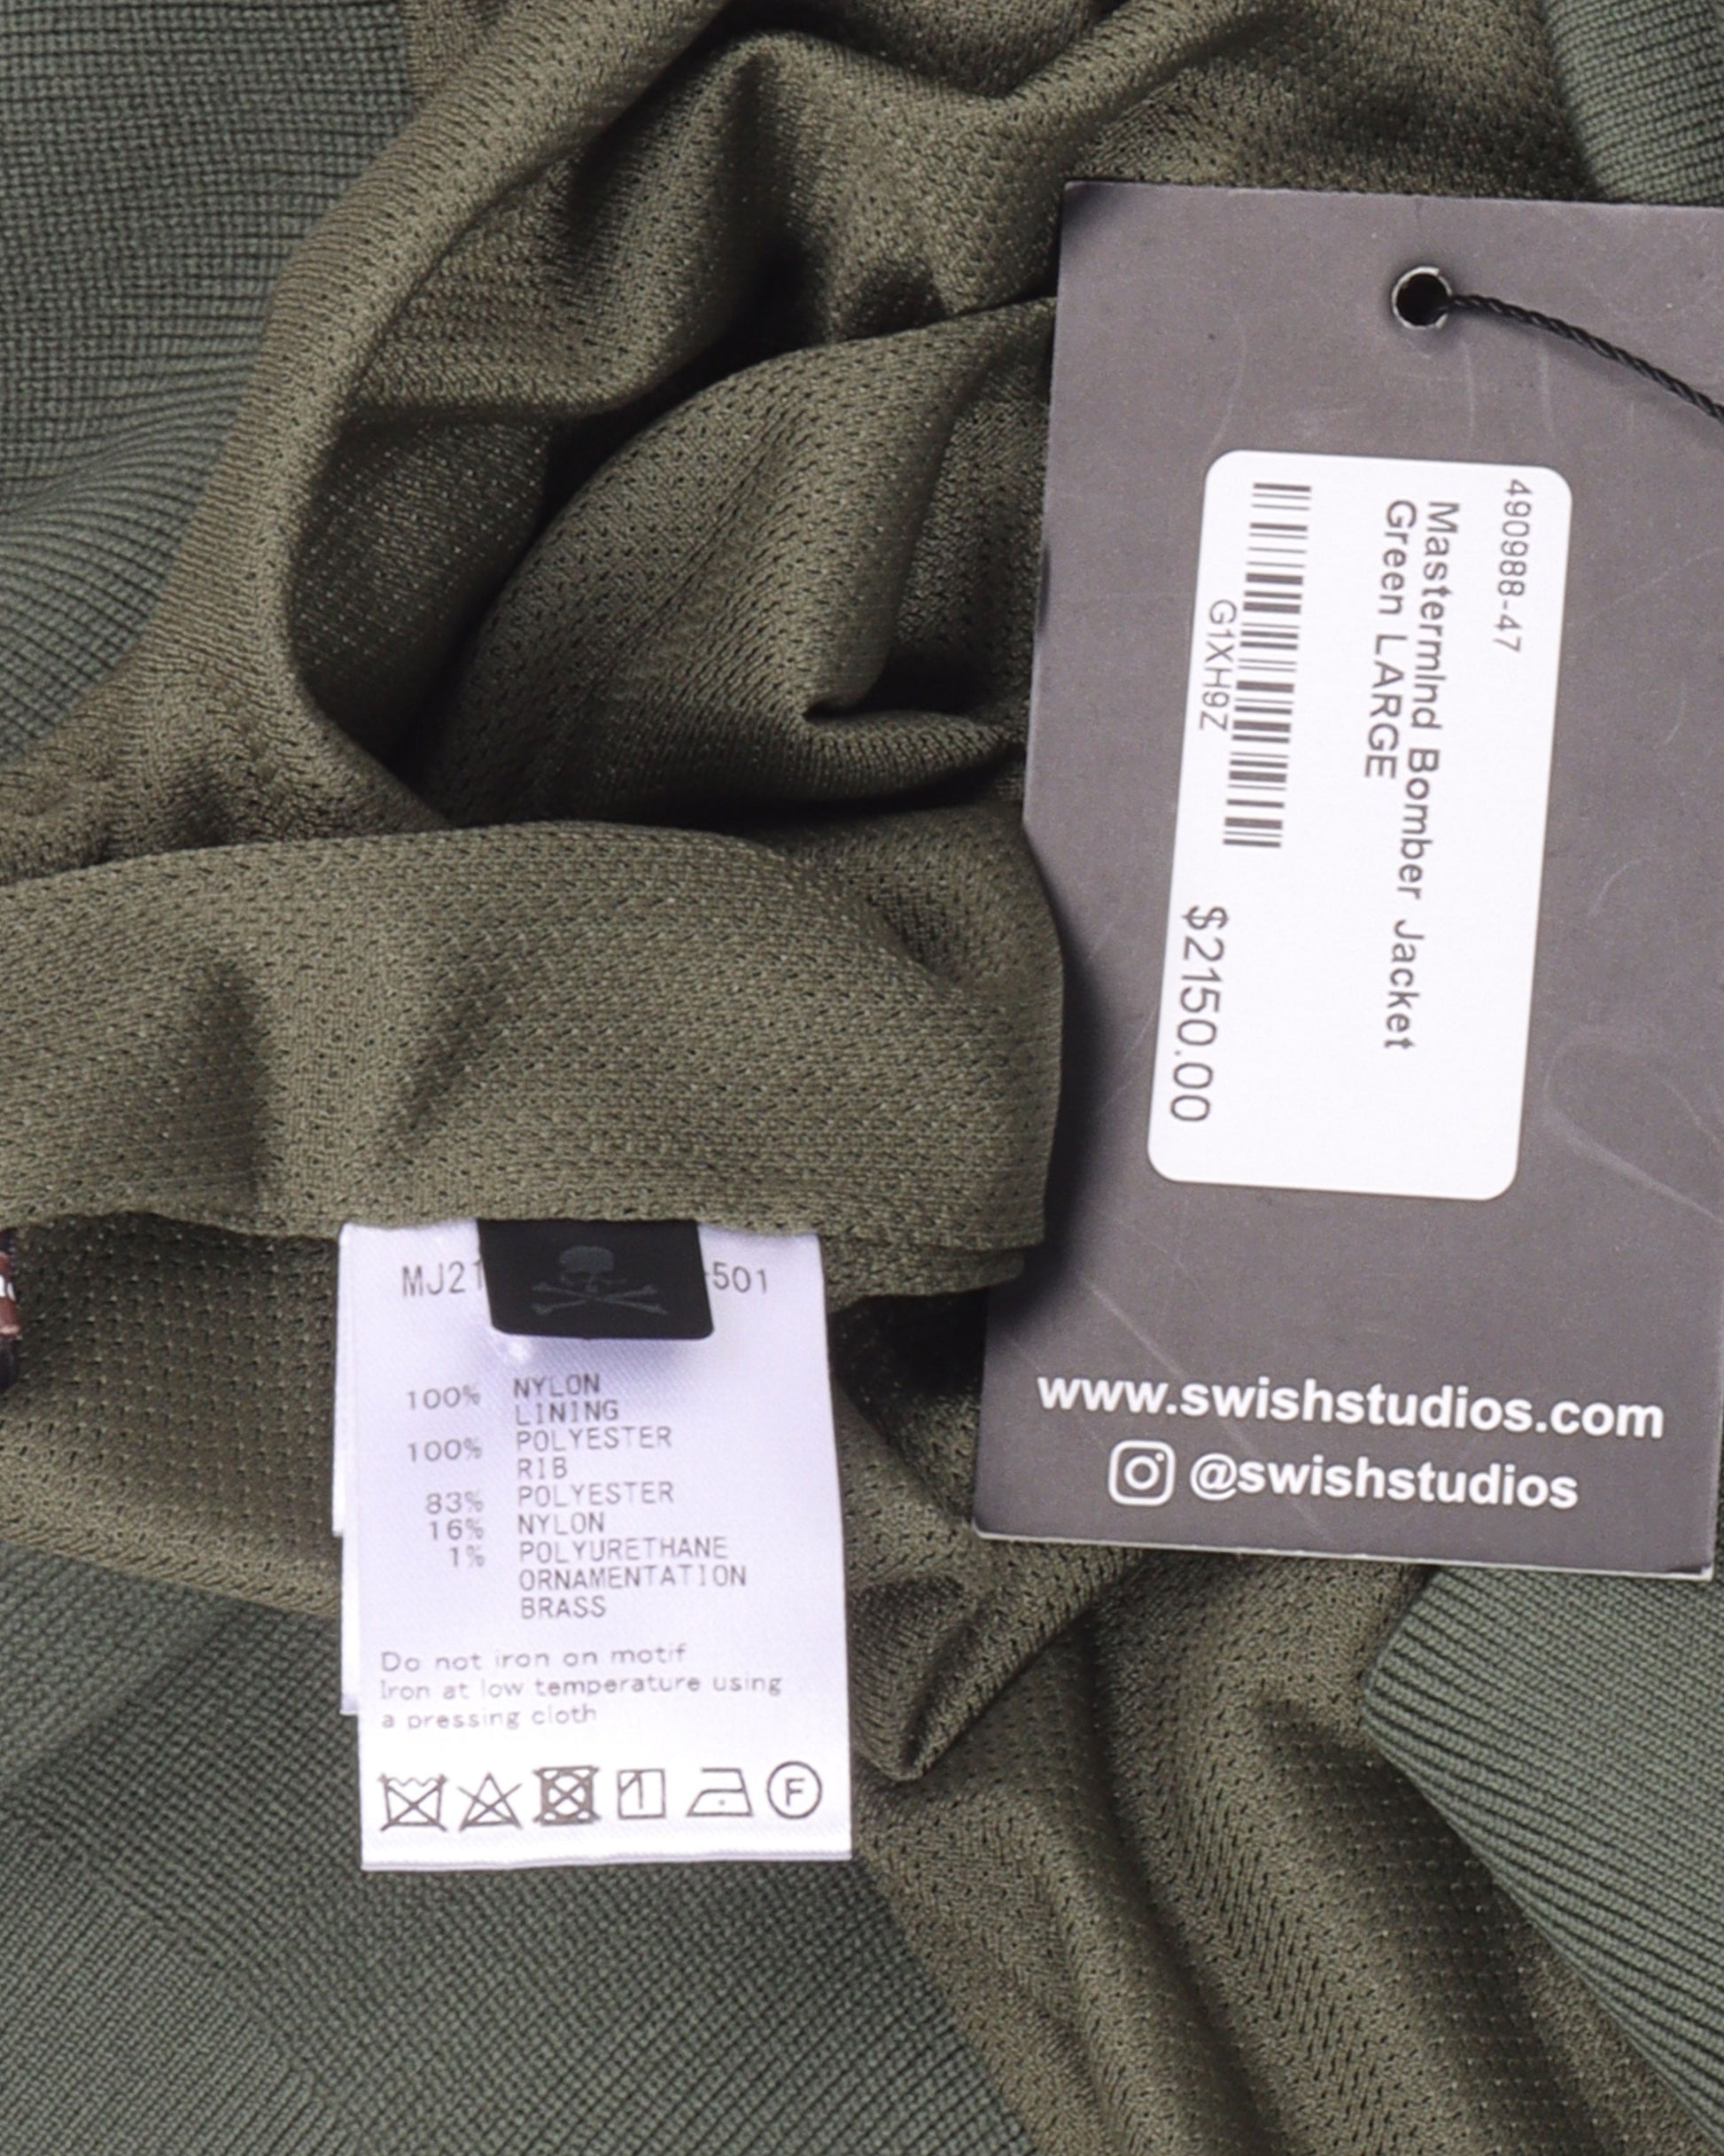 490988-47
MastermInd Bomber Jacket
Green LARGE
G1XH9Z
$2150.00
www.swishstudios.com
@swishstudios
MJ21
-501
100% NYLON
LINING
100% POLYESTER
RIB
83% POLYESTER
16% NYLON
1% POLYURETHANE
ORNAMENTATION
BRASS
Do not iron on motif
Iron at low temperature using
a pressing cloth
F